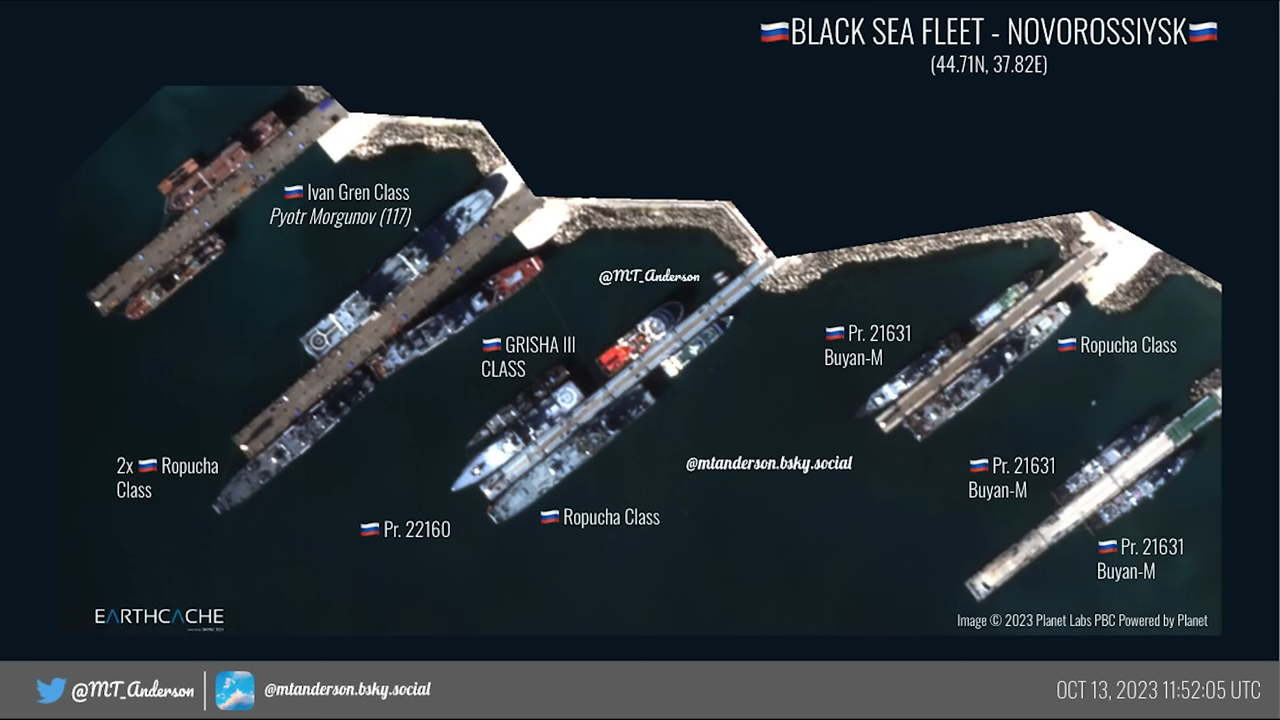 BLACK SEA FLEET - NOVOROSSIYSK
(44.71N, 37.82E)
Ivan Gren Class
Pyotr Morgunov (117)
@MT_Anderson
GRISHA III
CLASS
Pr. 21631
Buyan-M
Ropucha Class
2x Ropucha
Class
@mtanderson.bsky.social
Pr. 21631
Buyan-M
Pr. 22160
Ropucha Class
Pr. 21631
Buyan-M
EARTHCACHE
Image © 2023 Planet Labs PBC Powered by Planet
@MT_Anderson
@mtanderson.bsky.social
OCT 13, 2023 11:52:05 UTC